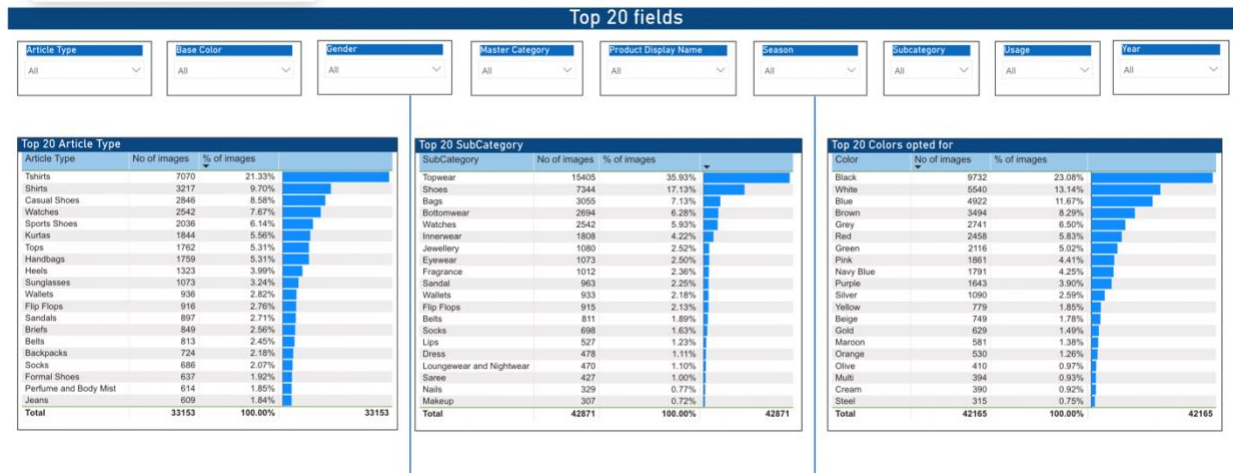 Top 20 fields
Article Type
All
Base Color
All
Gender
All
Master Category
All
Product Display Name
All
Season
All
Subcategory
All
Usage
All
Year
All
Top 20 Article Type
Article Type No of images % of images
Tshirts 7070 21.33%
Shirts 3217 9.70%
Casual Shoes 2846 8.58%
Watches 2542 7.67%
Sports Shoes 2036 6.14%
Kurtas 1844 5.56%
Tops 1762 5.31%
Handbags 1759 5.31%
Heels 1323 3.99%
Sunglasses 1073 3.24%
Wallets 936 2.82%
Flip Flops 916 2.76%
Sandals 897 2.71%
Briefs 849 2.56%
Belts 813 2.45%
Backpacks 724 2.18%
Socks 686 2.07%
Formal Shoes 637 1.92%
Perfume and Body Mist 614 1.85%
Jeans 609 1.84%
Total 33153 100.00% 33153
Top 20 SubCategory
SubCategory No of images % of images
Topwear 15405 35.93%
Shoes 7344 17.13%
Bags 3055 7.13%
Bottomwear 2694 6.28%
Watches 2542 5.93%
Innerwear 1808 4.22%
Jewellery 1080 2.52%
Eyewear 1073 2.50%
Fragrance 1012 2.36%
Sandal 963 2.25%
Wallets 933 2.18%
Flip Flops 915 2.13%
Belts 811 1.89%
Socks 698 1.63%
Lips 527 1.23%
Dress 478 1.11%
Loungewear and Nightwear 470 1.10%
Saree 427 1.00%
Nails 329 0.77%
Makeup 307 0.72%
Total 42871 100.00% 42871
Top 20 Colors opted for
Color No of images % of images
Black 9732 23.08%
White 5540 13.14%
Blue 4922 11.67%
Brown 3494 8.29%
Grey 2741 6.50%
Red 2458 5.83%
Green 2116 5.02%
Pink 1861 4.41%
Navy Blue 1791 4.25%
Purple 1643 3.90%
Silver 1090 2.59%
Yellow 779 1.85%
Beige 749 1.78%
Gold 629 1.49%
Maroon 581 1.38%
Orange 530 1.26%
Olive 410 0.97%
Multi 394 0.93%
Cream 390 0.92%
Steel 315 0.75%
Total 42165 100.00% 42165